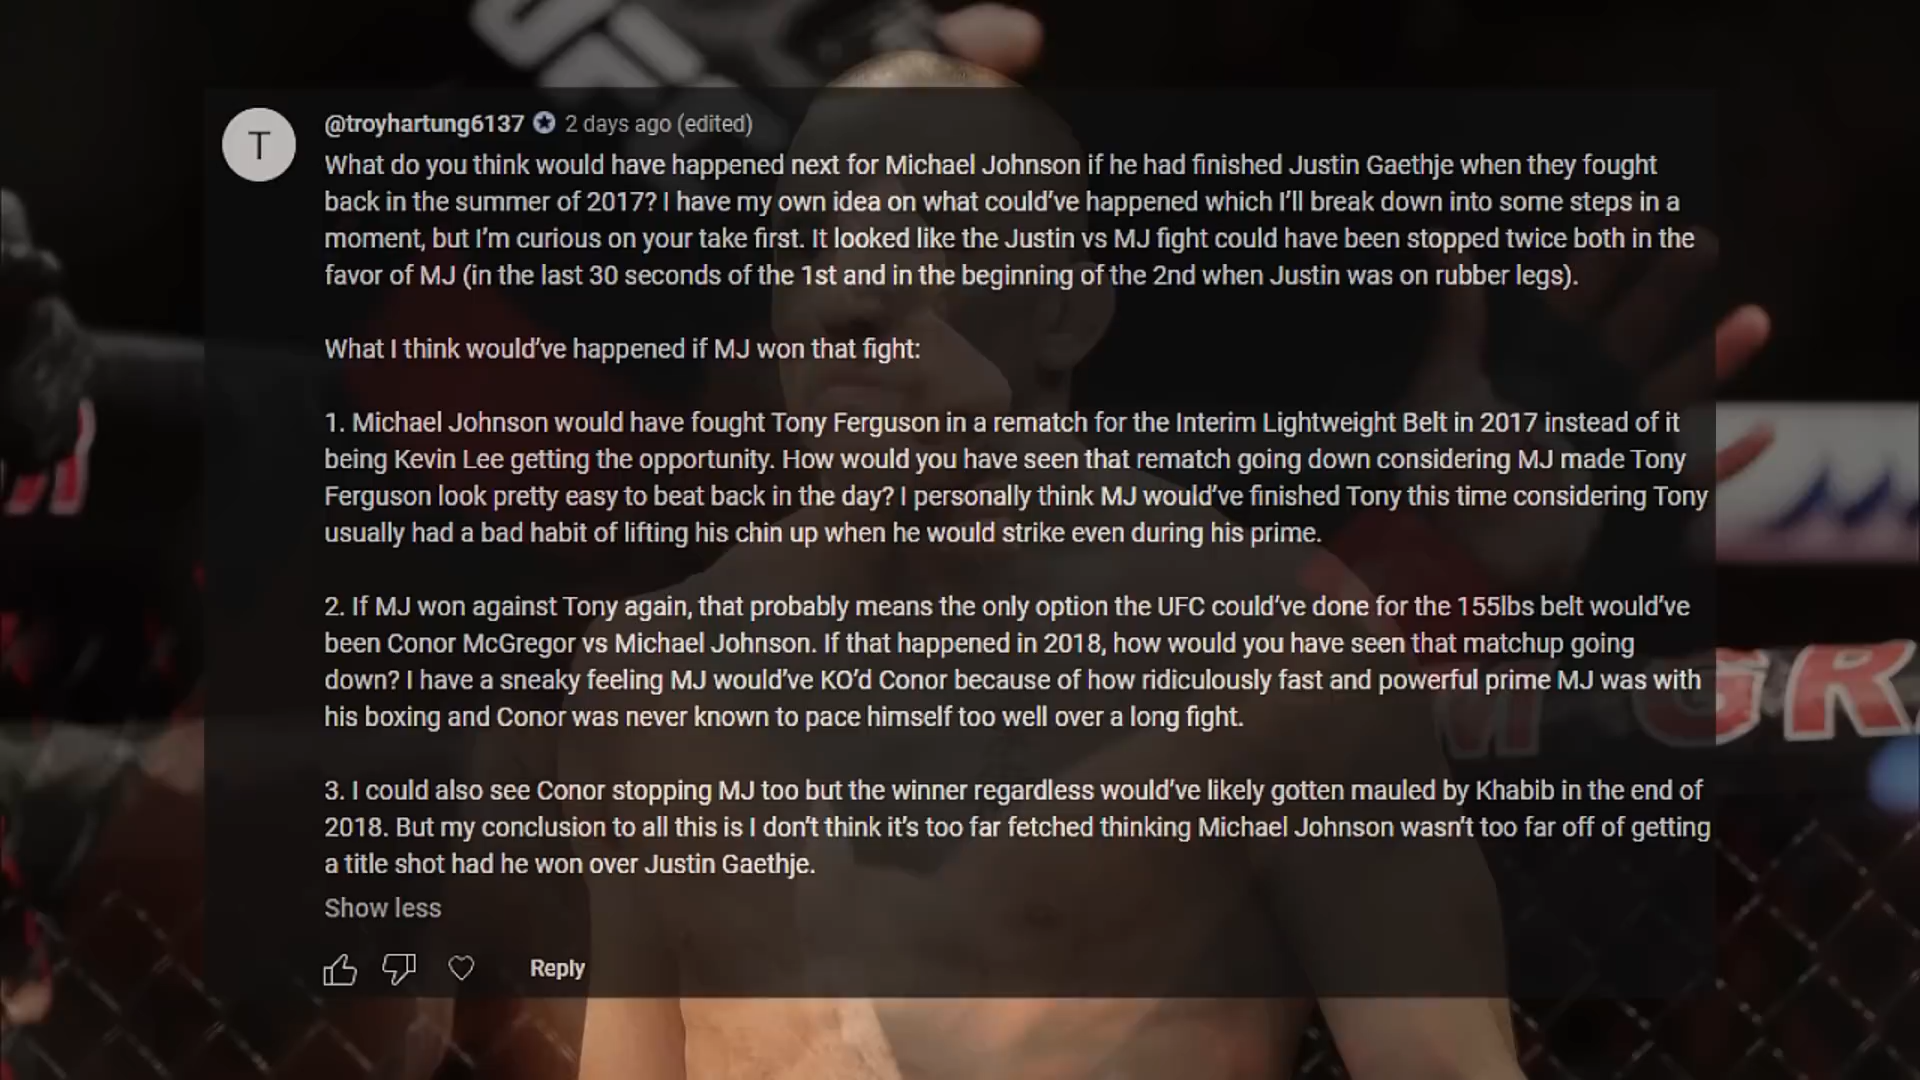 T
@troyhartung6137 2 days ago (edited)
What do you think would have happened next for Michael Johnson if he had finished Justin Gaethje when they fought
back in the summer of 2017? I have my own idea on what could've happened which I'll break down into some steps in a
moment, but I'm curious on your take first. It looked like the Justin vs MJ fight could have been stopped twice both in the
favor of MJ (in the last 30 seconds of the 1st and in the beginning of the 2nd when Justin was on rubber legs).
What I think would've happened if MJ won that fight:
1. Michael Johnson would have fought Tony Ferguson in a rematch for the Interim Lightweight Belt in 2017 instead of it
being Kevin Lee getting the opportunity. How would you have seen that rematch going down considering MJ made Tony
Ferguson look pretty easy to beat back in the day? I personally think MJ would've finished Tony this time considering Tony
usually had a bad habit of lifting his chin up when he would strike even during his prime.
2. If MJ won against Tony again, that probably means the only option the UFC could've done for the 155lbs belt would've
been Conor McGregor vs Michael Johnson. If that happened in 2018, how would you have seen that matchup going
down? I have a sneaky feeling MJ would've KO'd Conor because of how ridiculously fast and powerful prime MJ was with
his boxing and Conor was never known to pace himself too well over a long fight.
3. I could also see Conor stopping MJ too but the winner regardless would've likely gotten mauled by Khabib in the end of
2018. But my conclusion to all this is I don't think it's too far fetched thinking Michael Johnson wasn't too far off of getting
a title shot had he won over Justin Gaethje.
Show less
Reply